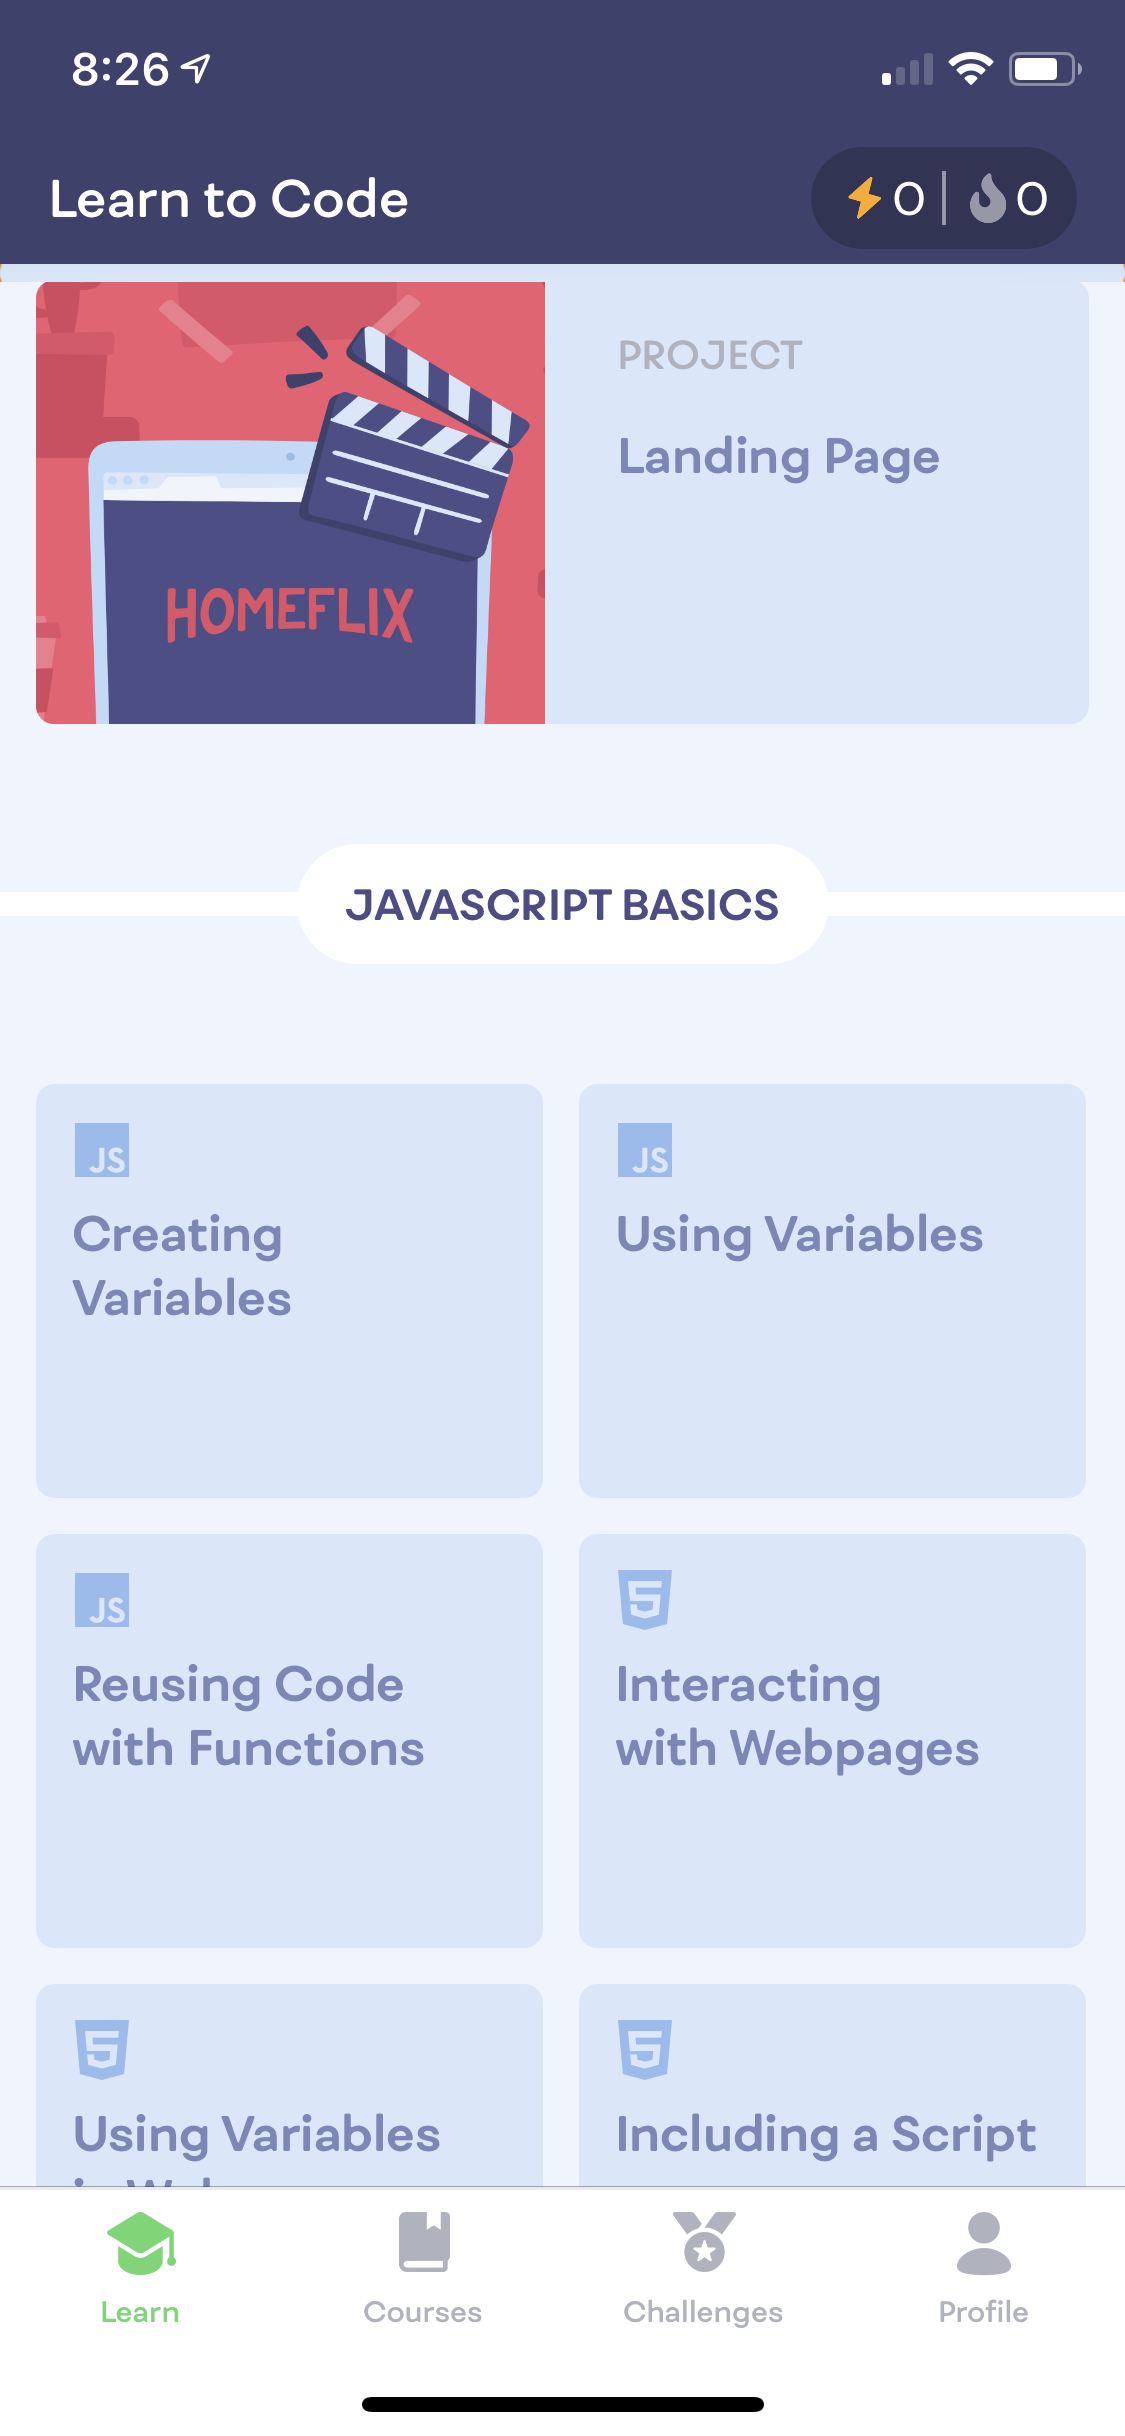 8:26
Learn to Code
0 | 0
PROJECT
Landing Page
HOMEFLIX
JAVASCRIPT BASICS
JS
JS
Creating
Variables
Using Variables
JS
5
Reusing Code
with Functions
Interacting
with Webpages
5
5
Using Variables
Including a Script
Learn
Courses
Challenges
Profile